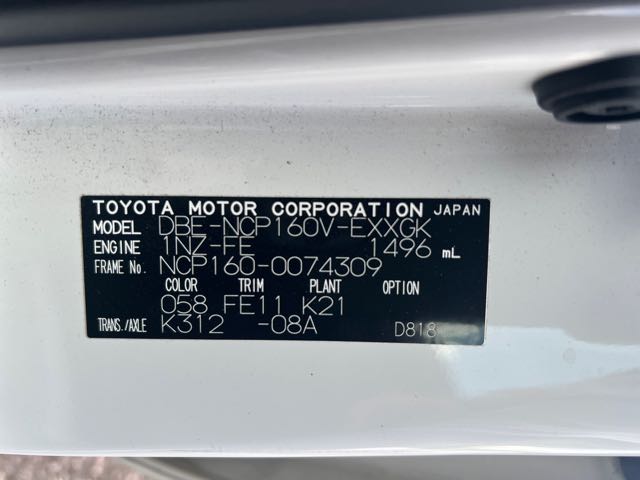 TOYOTA MOTOR CORPORATION JAPAN
MODEL DBE-NCP160V-EXXGK
ENGINE 1NZ-FE 1496 mL
FRAME No. NCP160-0074309
COLOR TRIM PLANT OPTION
058 FE11 K21
TRANS./AXLE K312 -08A D818